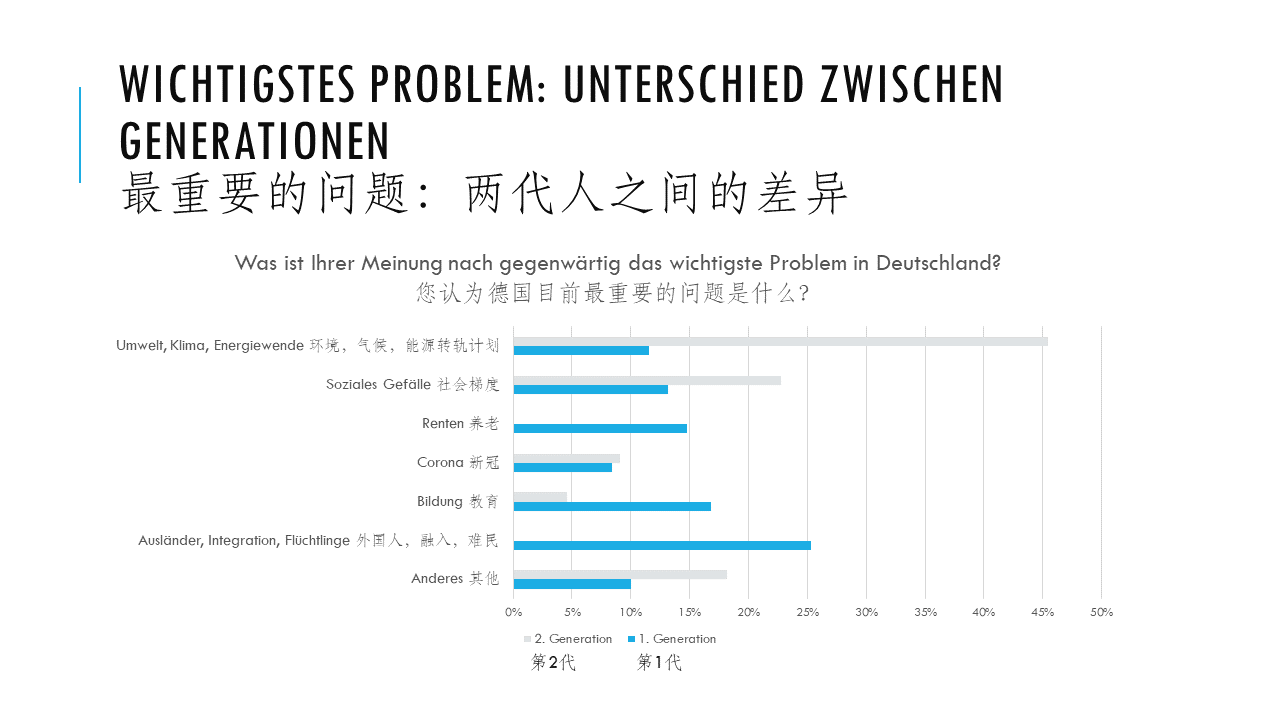 WICHTIGSTES PROBLEM: UNTERSCHIED ZWISCHEN
GENERATIONEN
最重要的问题：两代人之间的差异
Was ist Ihrer Meinung nach gegenwärtig das wichtigste Problem in Deutschland?
您认为德国目前最重要的问题是什么?
Umwelt, Klima, Energiewende 环境，气候，能源转轨计划
Soziales Gefälle 社会梯度
Renten 养老
Corona 新冠
Bildung 教育
Ausländer, Integration, Flüchtlinge 外国人，融入，难民
Anderes 其他
0% 5% 10% 15% 20% 25% 30% 35% 40% 45% 50%
2. Generation 1. Generation
第2代 第1代